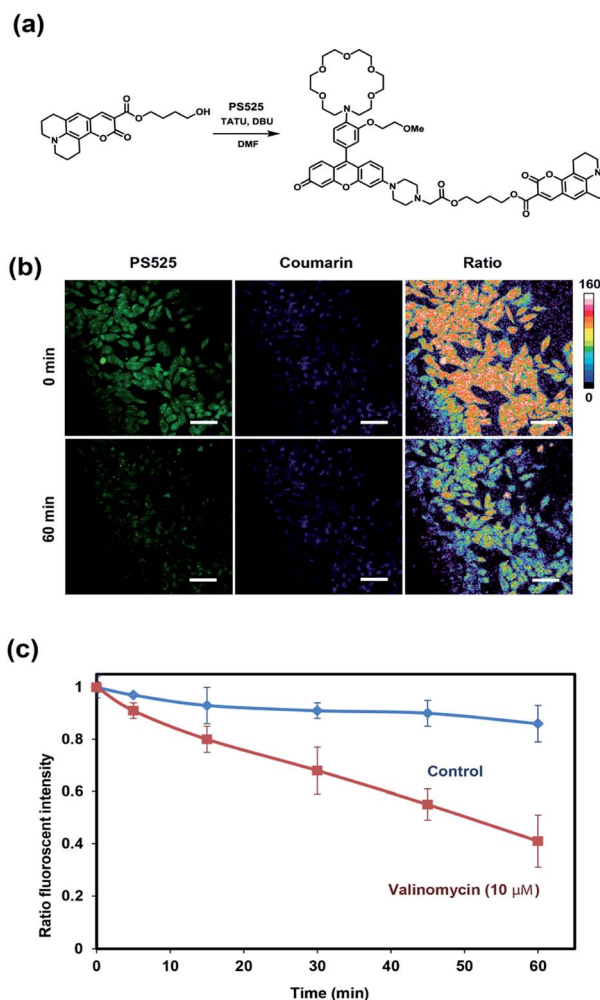 (a)
OH
O
O
N
O
O
PS525
TATU, DBU
DMF
O
O
O
O
O
N
O
OMe
O
O
O
N
N
O
O
O
O
O
O
N
(b)
PS525
Coumarin
Ratio
0 min
160
0
60 min
(c)
Ratio fluoroscent intensity
1
0.8
0.6
0.4
0.2
0
Control
Valinomycin (10 μM)
0
10
20
30
40
50
60
Time (min)